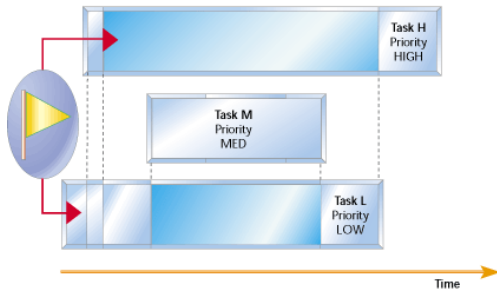 Task H
Priority
HIGH
Task M
Priority
MED
Task L
Priority
LOW
Time